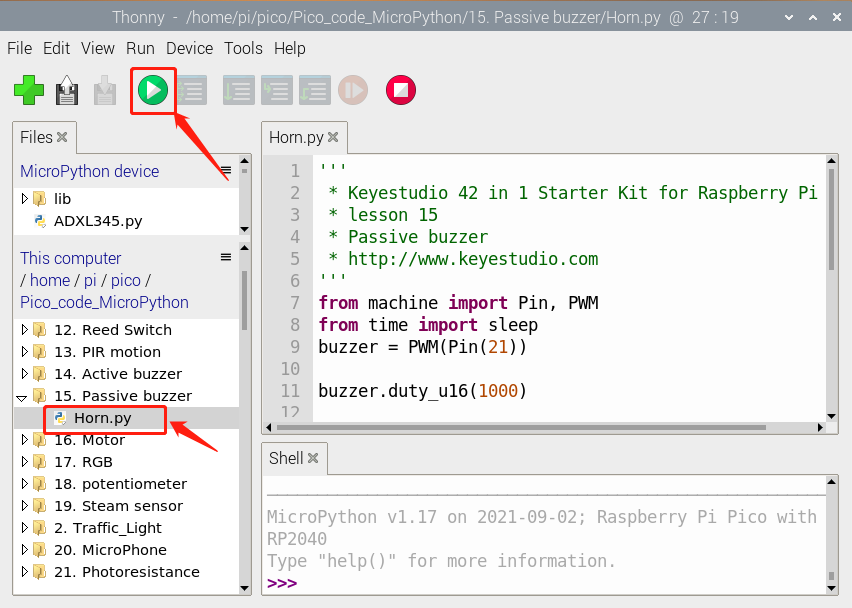 Thonny - /home/pi/pico/Pico_code_MicroPython/15. Passive buzzer/Horn.py @ 27 : 19
File Edit View Run Device Tools Help
Files
MicroPython device
lib
ADXL345.py
This computer
/ home / pi / pico /
Pico_code_MicroPython
12. Reed Switch
13. PIR motion
14. Active buzzer
15. Passive buzzer
Horn.py
16. Motor
17. RGB
18. potentiometer
19. Steam sensor
2. Traffic_Light
20. MicroPhone
21. Photoresistance
Horn.py
1 '''
2 * Keyestudio 42 in 1 Starter Kit for Raspberry Pi
3 * lesson 15
4 * Passive buzzer
5 * http://www.keyestudio.com
6 '''
7 from machine import Pin, PWM
8 from time import sleep
9 buzzer = PWM(Pin(21))
10
11 buzzer.duty_u16(1000)
12
Shell
MicroPython v1.17 on 2021-09-02; Raspberry Pi Pico with
RP2040
Type "help()" for more information.
>>>